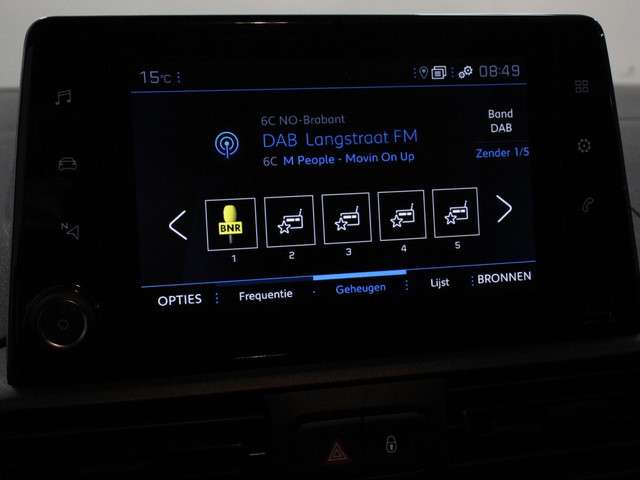 15°C 08:49
6C NO-Brabant
DAB Langstraat FM
6C M People - Movin On Up
Band
DAB
Zender 1/5
BNR
1 2 3 4 5
OPTIES Frequentie Geheugen Lijst BRONNEN
N